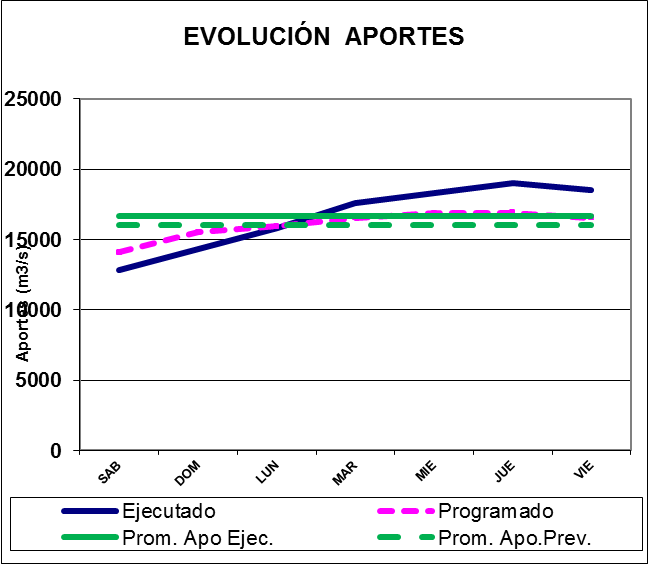 EVOLUCIÓN APORTES
25000
20000
15000
10000
5000
0
Aportes (m3/s)
SAB DOM LUN MAR MIE JUE VIE
Ejecutado Programado
Prom. Apo Ejec. Prom. Apo.Prev.